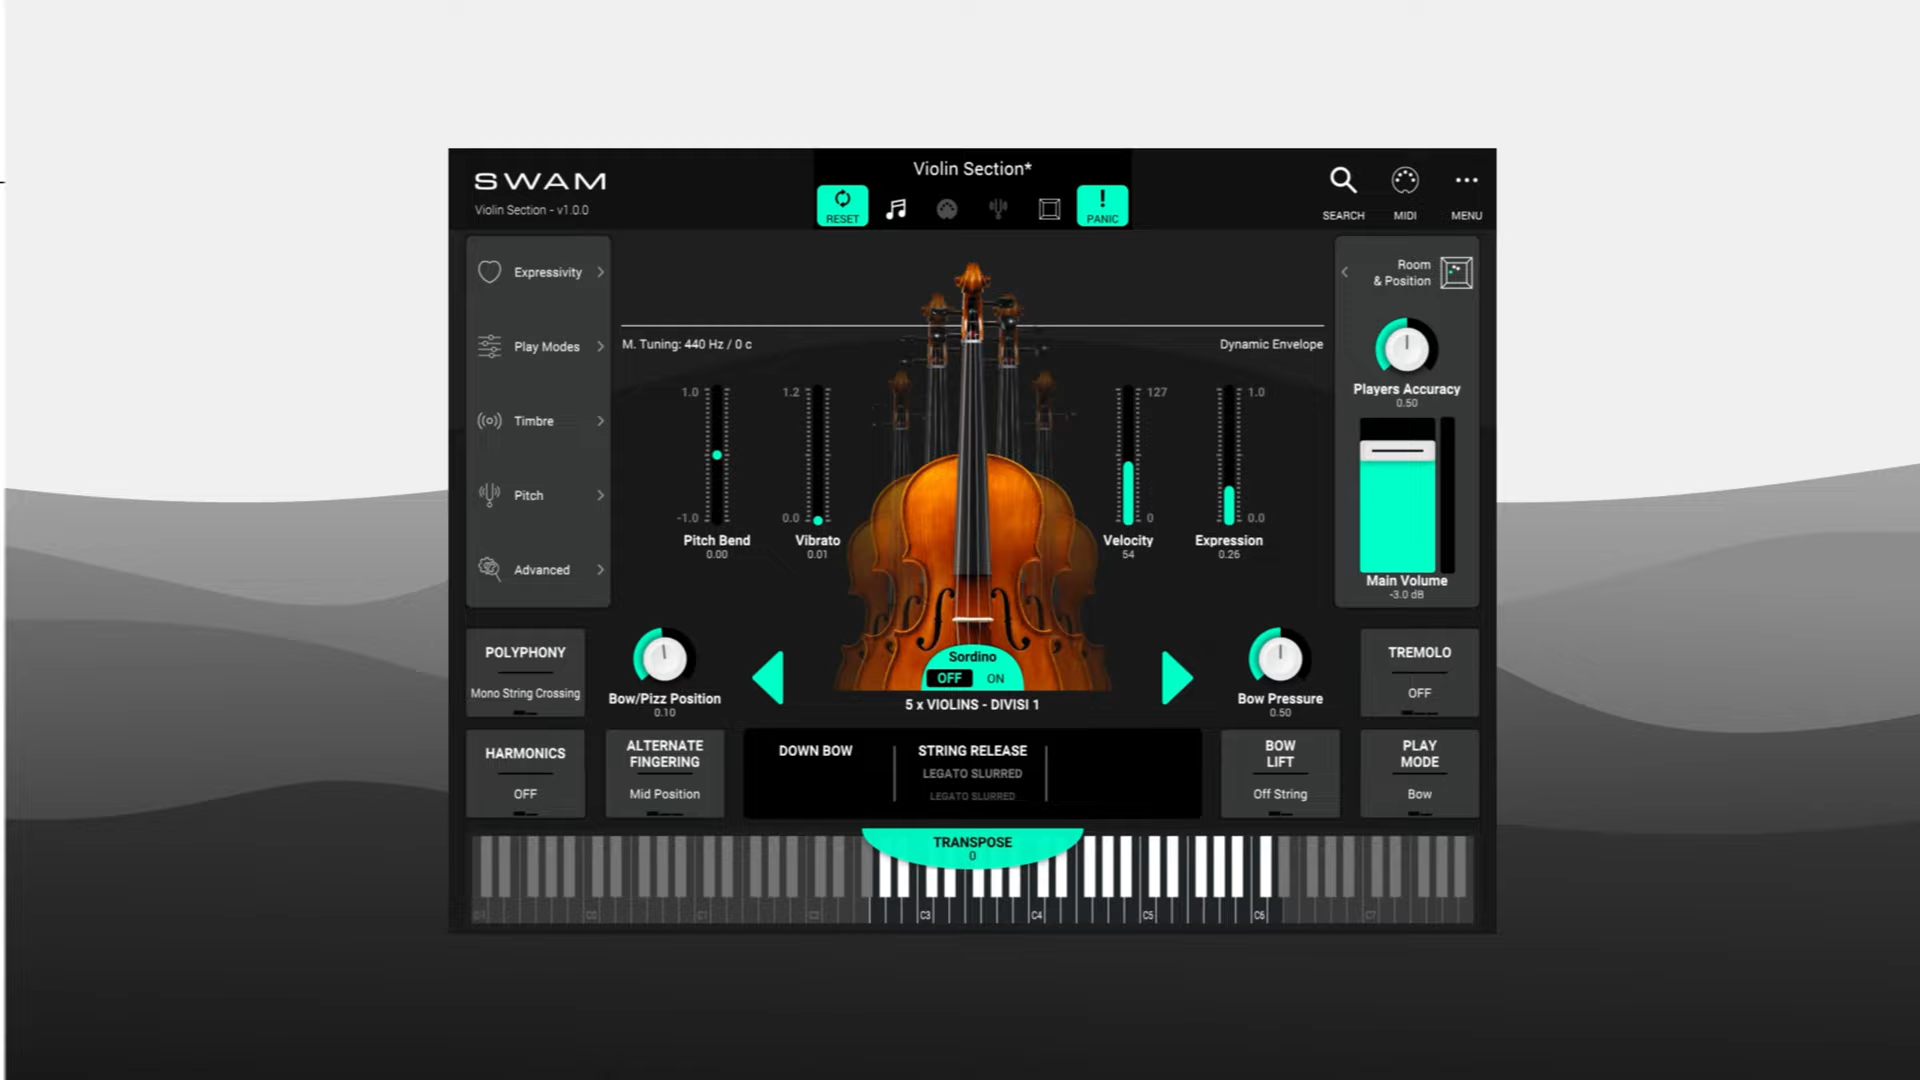 SWAM
Violin Section - v1.0.0
Violin Section*
RESET
PANIC
SEARCH
MIDI
MENU
Expressivity
Play Modes
Timbre
Pitch
Advanced
M. Tuning: 440 Hz / 0 c
Dynamic Envelope
1.0
-1.0
Pitch Bend
0.00
1.2
0.0
Vibrato
0.01
127
0
Velocity
54
1.0
0.0
Expression
0.26
Room
& Position
Players Accuracy
0.50
Main Volume
-3.0 dB
POLYPHONY
Mono String Crossing
Bow/Pizz Position
0.10
Sordino
OFF ON
5 x VIOLINS - DIVISI 1
Bow Pressure
0.50
TREMOLO
OFF
HARMONICS
OFF
ALTERNATE
FINGERING
Mid Position
DOWN BOW
STRING RELEASE
LEGATO SLURRED
LEGATO SLURRED
BOW
LIFT
Off String
PLAY
MODE
Bow
TRANSPOSE
0
C-1 C0 C1 C2 C3 C4 C5 C6 C7